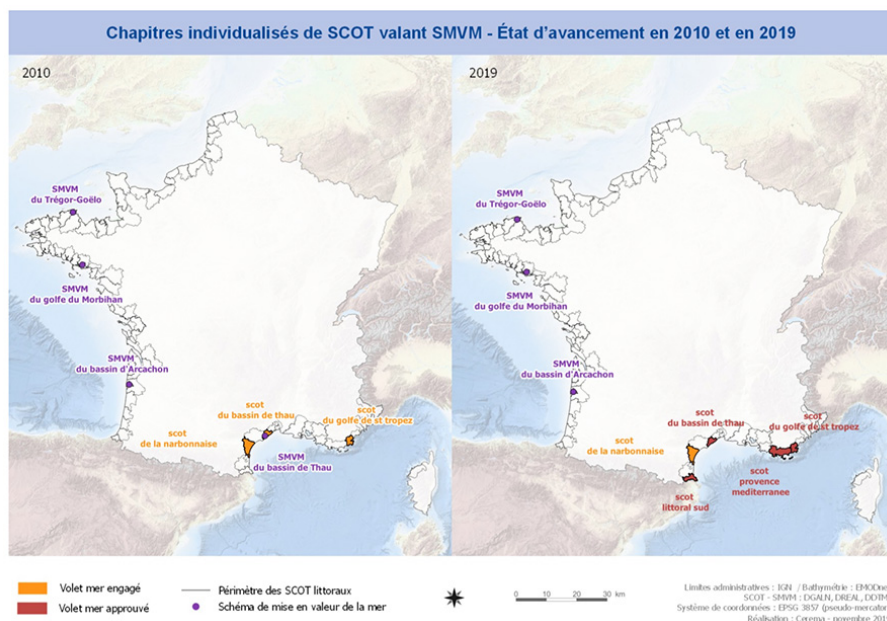 Chapitres individualisés de SCOT valant SMVM - État d'avancement en 2010 et en 2019
2010
SMVM
du Trégor-Goëlo
SMVM
du golfe du Morbihan
SMVM
du bassin d'Arcachon
scot
de la narbonnaise
scot
du bassin de thau
scot
du golfe de st tropez
SMVM
du bassin de Thau
2019
SMVM
du Trégor-Goëlo
SMVM
du golfe du Morbihan
SMVM
du bassin d'Arcachon
scot
de la narbonnaise
scot
du bassin de thau
scot
du golfe de st tropez
scot
provence
mediterranee
scot
littoral sud
Volet mer engagé
Volet mer approuvé
Périmètre des SCOT littoraux
Schéma de mise en valeur de la mer
0 10 20 30 km
Limites administratives : IGN / Bathymétrie : EMODne
SCOT - SMVM : DGALN, DREAL, DDTM
Système de coordonnées : EPSG 3857 (pseudo-mercator
Réalisation : Cerema - novembre 201